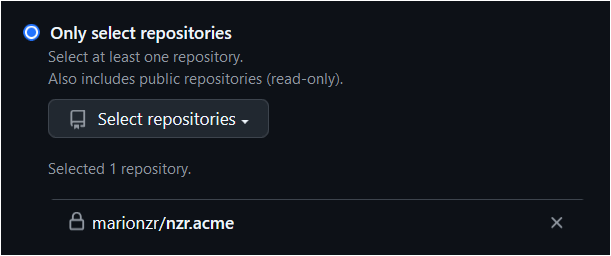 Only select repositories
Select at least one repository.
Also includes public repositories (read-only).
Select repositories
Selected 1 repository.
marionzr/nzr.acme